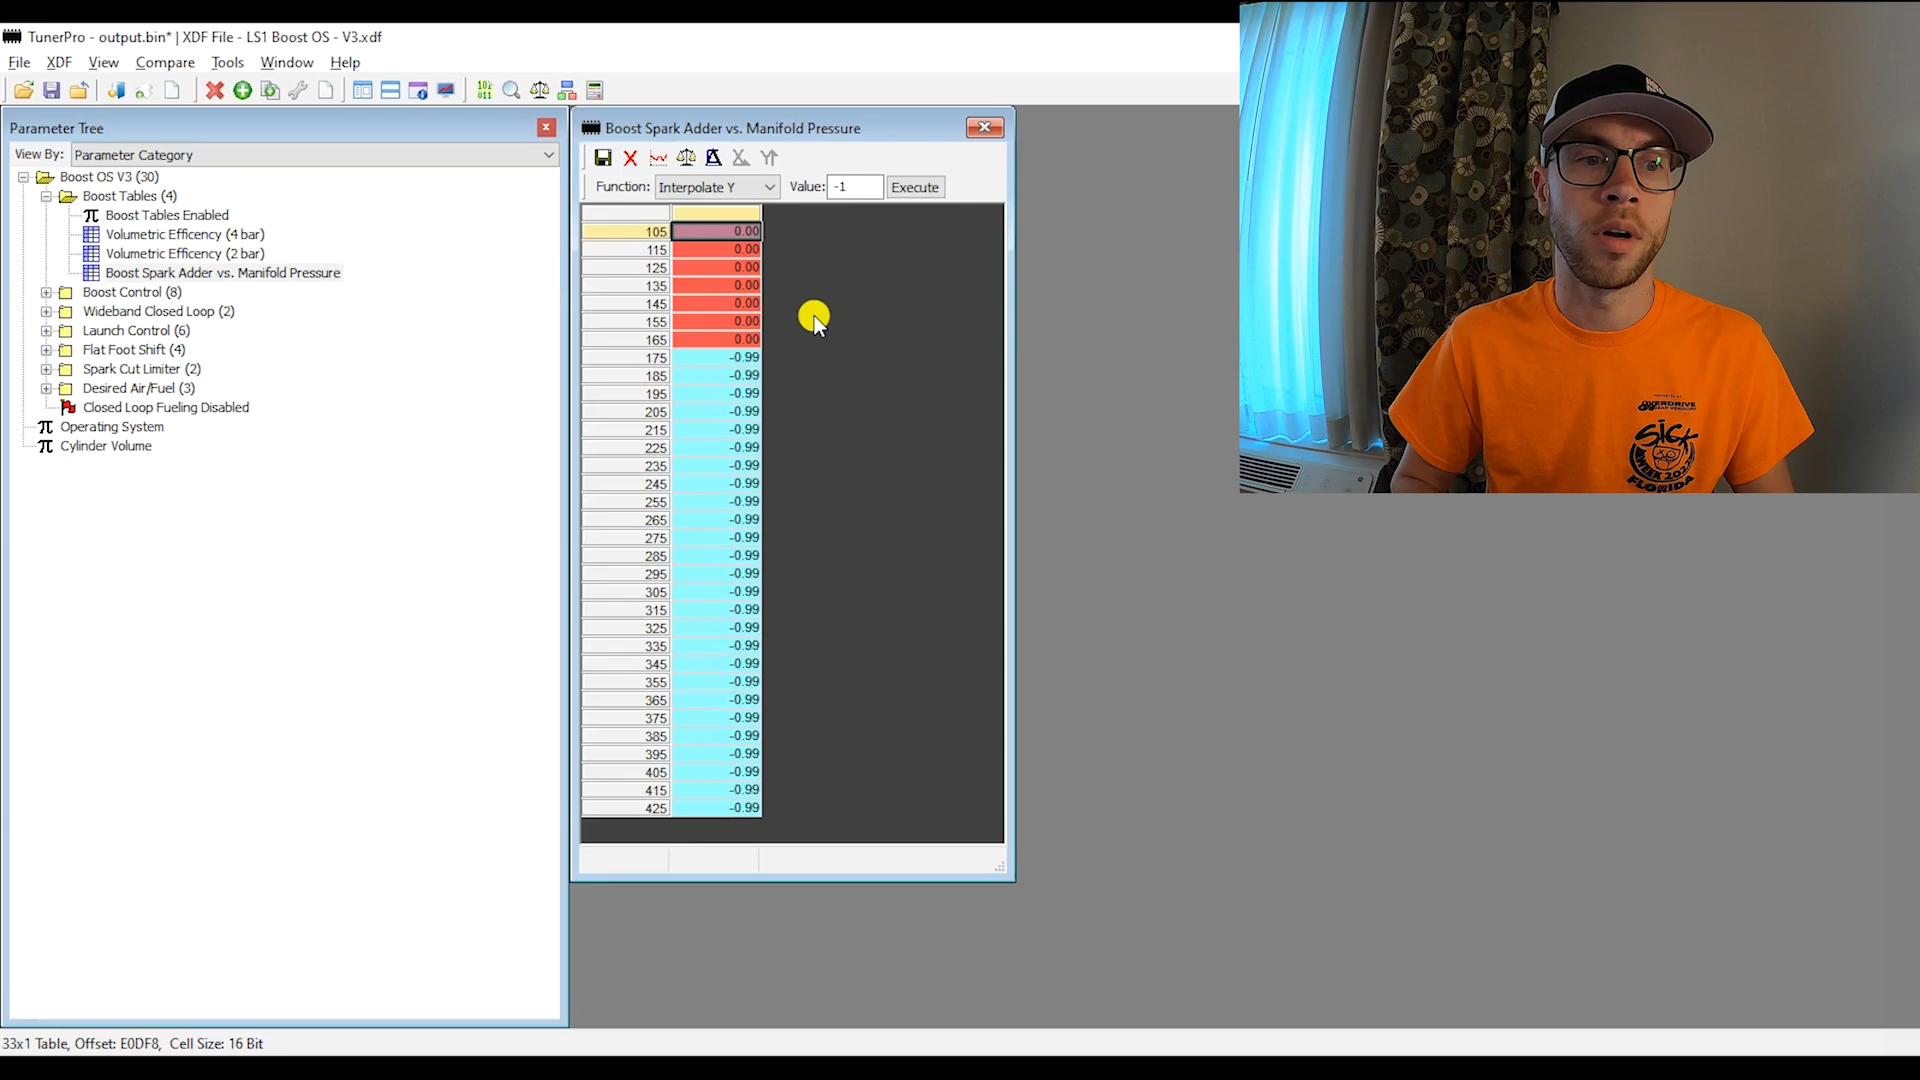 TunerPro - output.bin* | XDF File - LS1 Boost OS - V3.xdf
File XDF View Compare Tools Window Help
Parameter Tree
View By: Parameter Category
Boost OS V3 (30)
Boost Tables (4)
Boost Tables Enabled
Volumetric Efficency (4 bar)
Volumetric Efficency (2 bar)
Boost Spark Adder vs. Manifold Pressure
Boost Control (8)
Wideband Closed Loop (2)
Launch Control (6)
Flat Foot Shift (4)
Spark Cut Limiter (2)
Desired Air/Fuel (3)
Closed Loop Fueling Disabled
Operating System
Cylinder Volume
Boost Spark Adder vs. Manifold Pressure
Function: Interpolate Y Value: -1 Execute
105 0.00
115 0.00
125 0.00
135 0.00
145 0.00
155 0.00
165 0.00
175 -0.99
185 -0.99
195 -0.99
205 -0.99
215 -0.99
225 -0.99
235 -0.99
245 -0.99
255 -0.99
265 -0.99
275 -0.99
285 -0.99
295 -0.99
305 -0.99
315 -0.99
325 -0.99
335 -0.99
345 -0.99
355 -0.99
365 -0.99
375 -0.99
385 -0.99
395 -0.99
405 -0.99
415 -0.99
425 -0.99
33x1 Table, Offset: E0DF8, Cell Size: 16 Bit
OVERDRIVE
SICK
WEEK 2022
FLORIDA